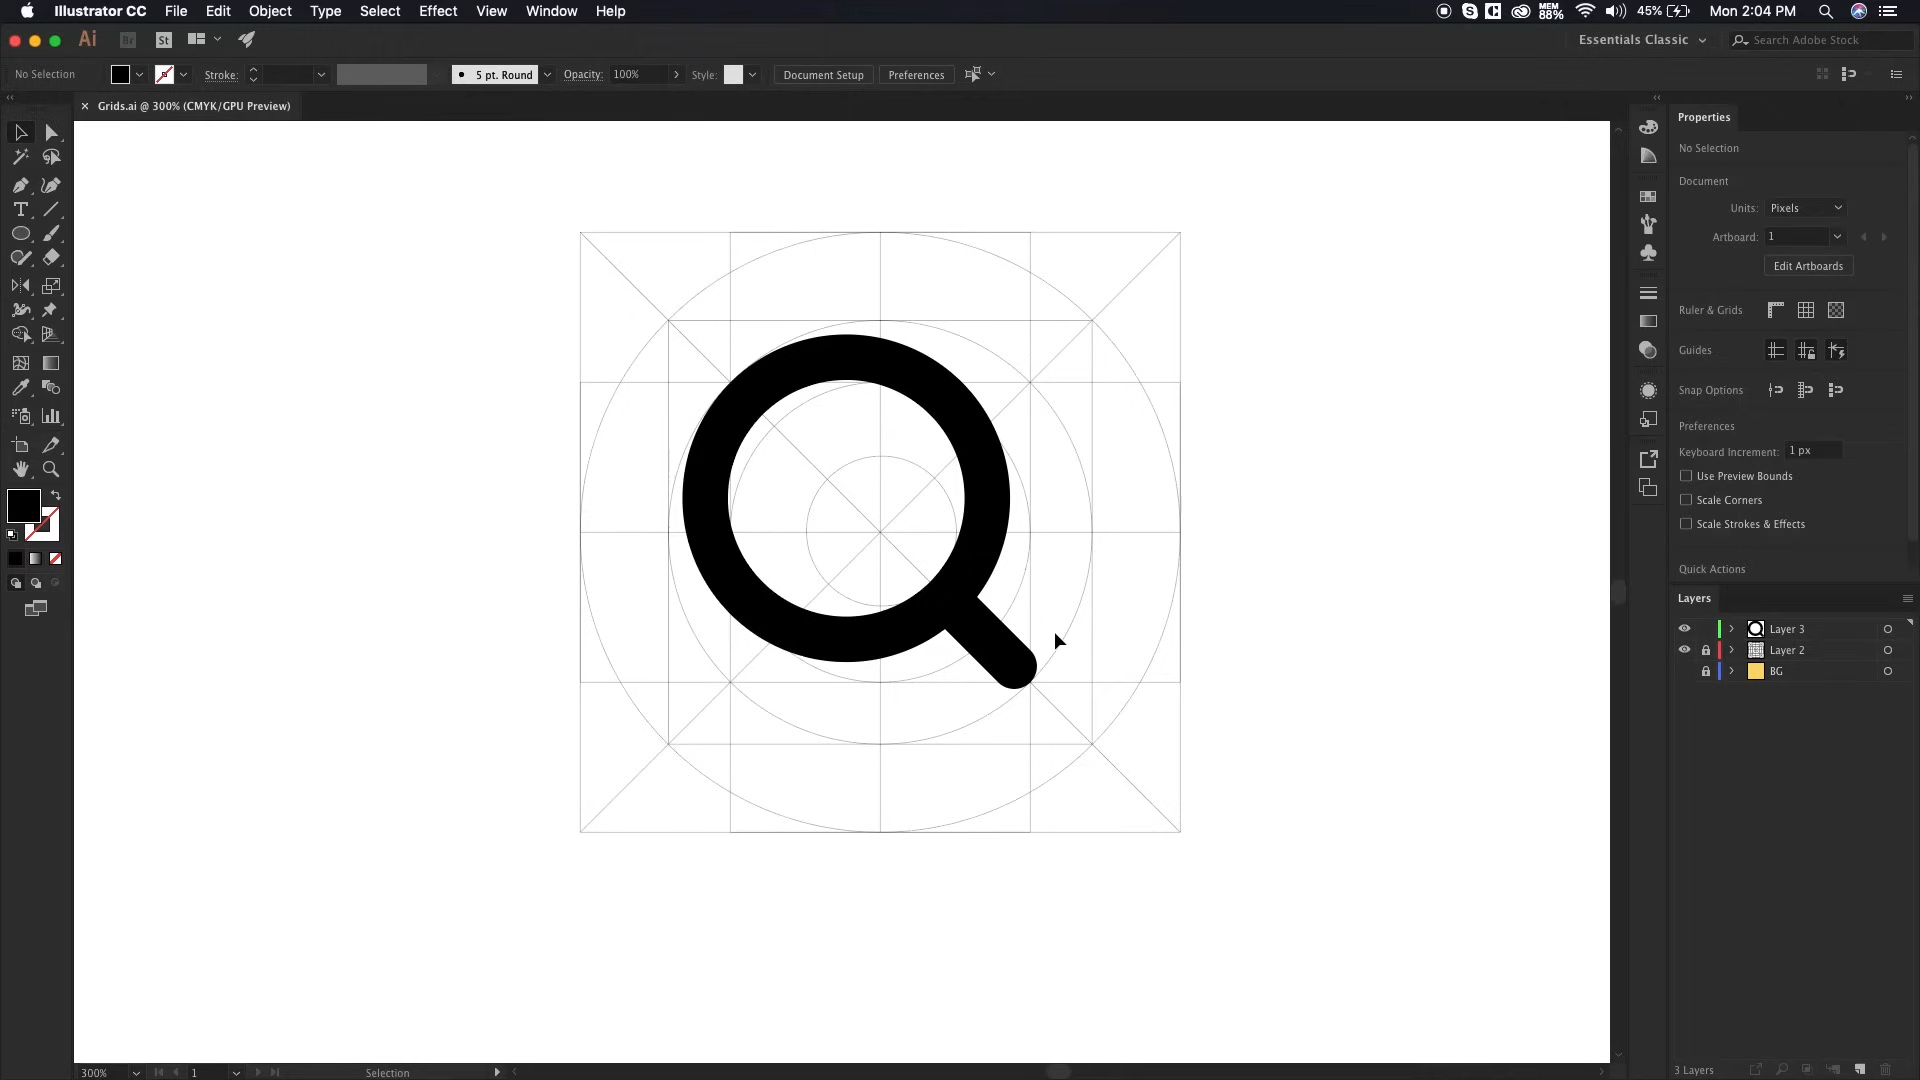 Illustrator CC File Edit Object Type Select Effect View Window Help MEM 88% 45% Mon 2:04 PM
Ai Br St Essentials Classic Search Adobe Stock
No Selection Stroke: 5 pt. Round Opacity: 100% Style: Document Setup Preferences
× Grids.ai @ 300% (CMYK/GPU Preview)
Properties
No Selection
Document
Units: Pixels
Artboard: 1
Edit Artboards
Ruler & Grids
Guides
Snap Options
Preferences
Keyboard Increment: 1 px
Use Preview Bounds
Scale Corners
Scale Strokes & Effects
Quick Actions
Layers
Layer 3
Layer 2
BG
3 Layers
300% 1 Selection